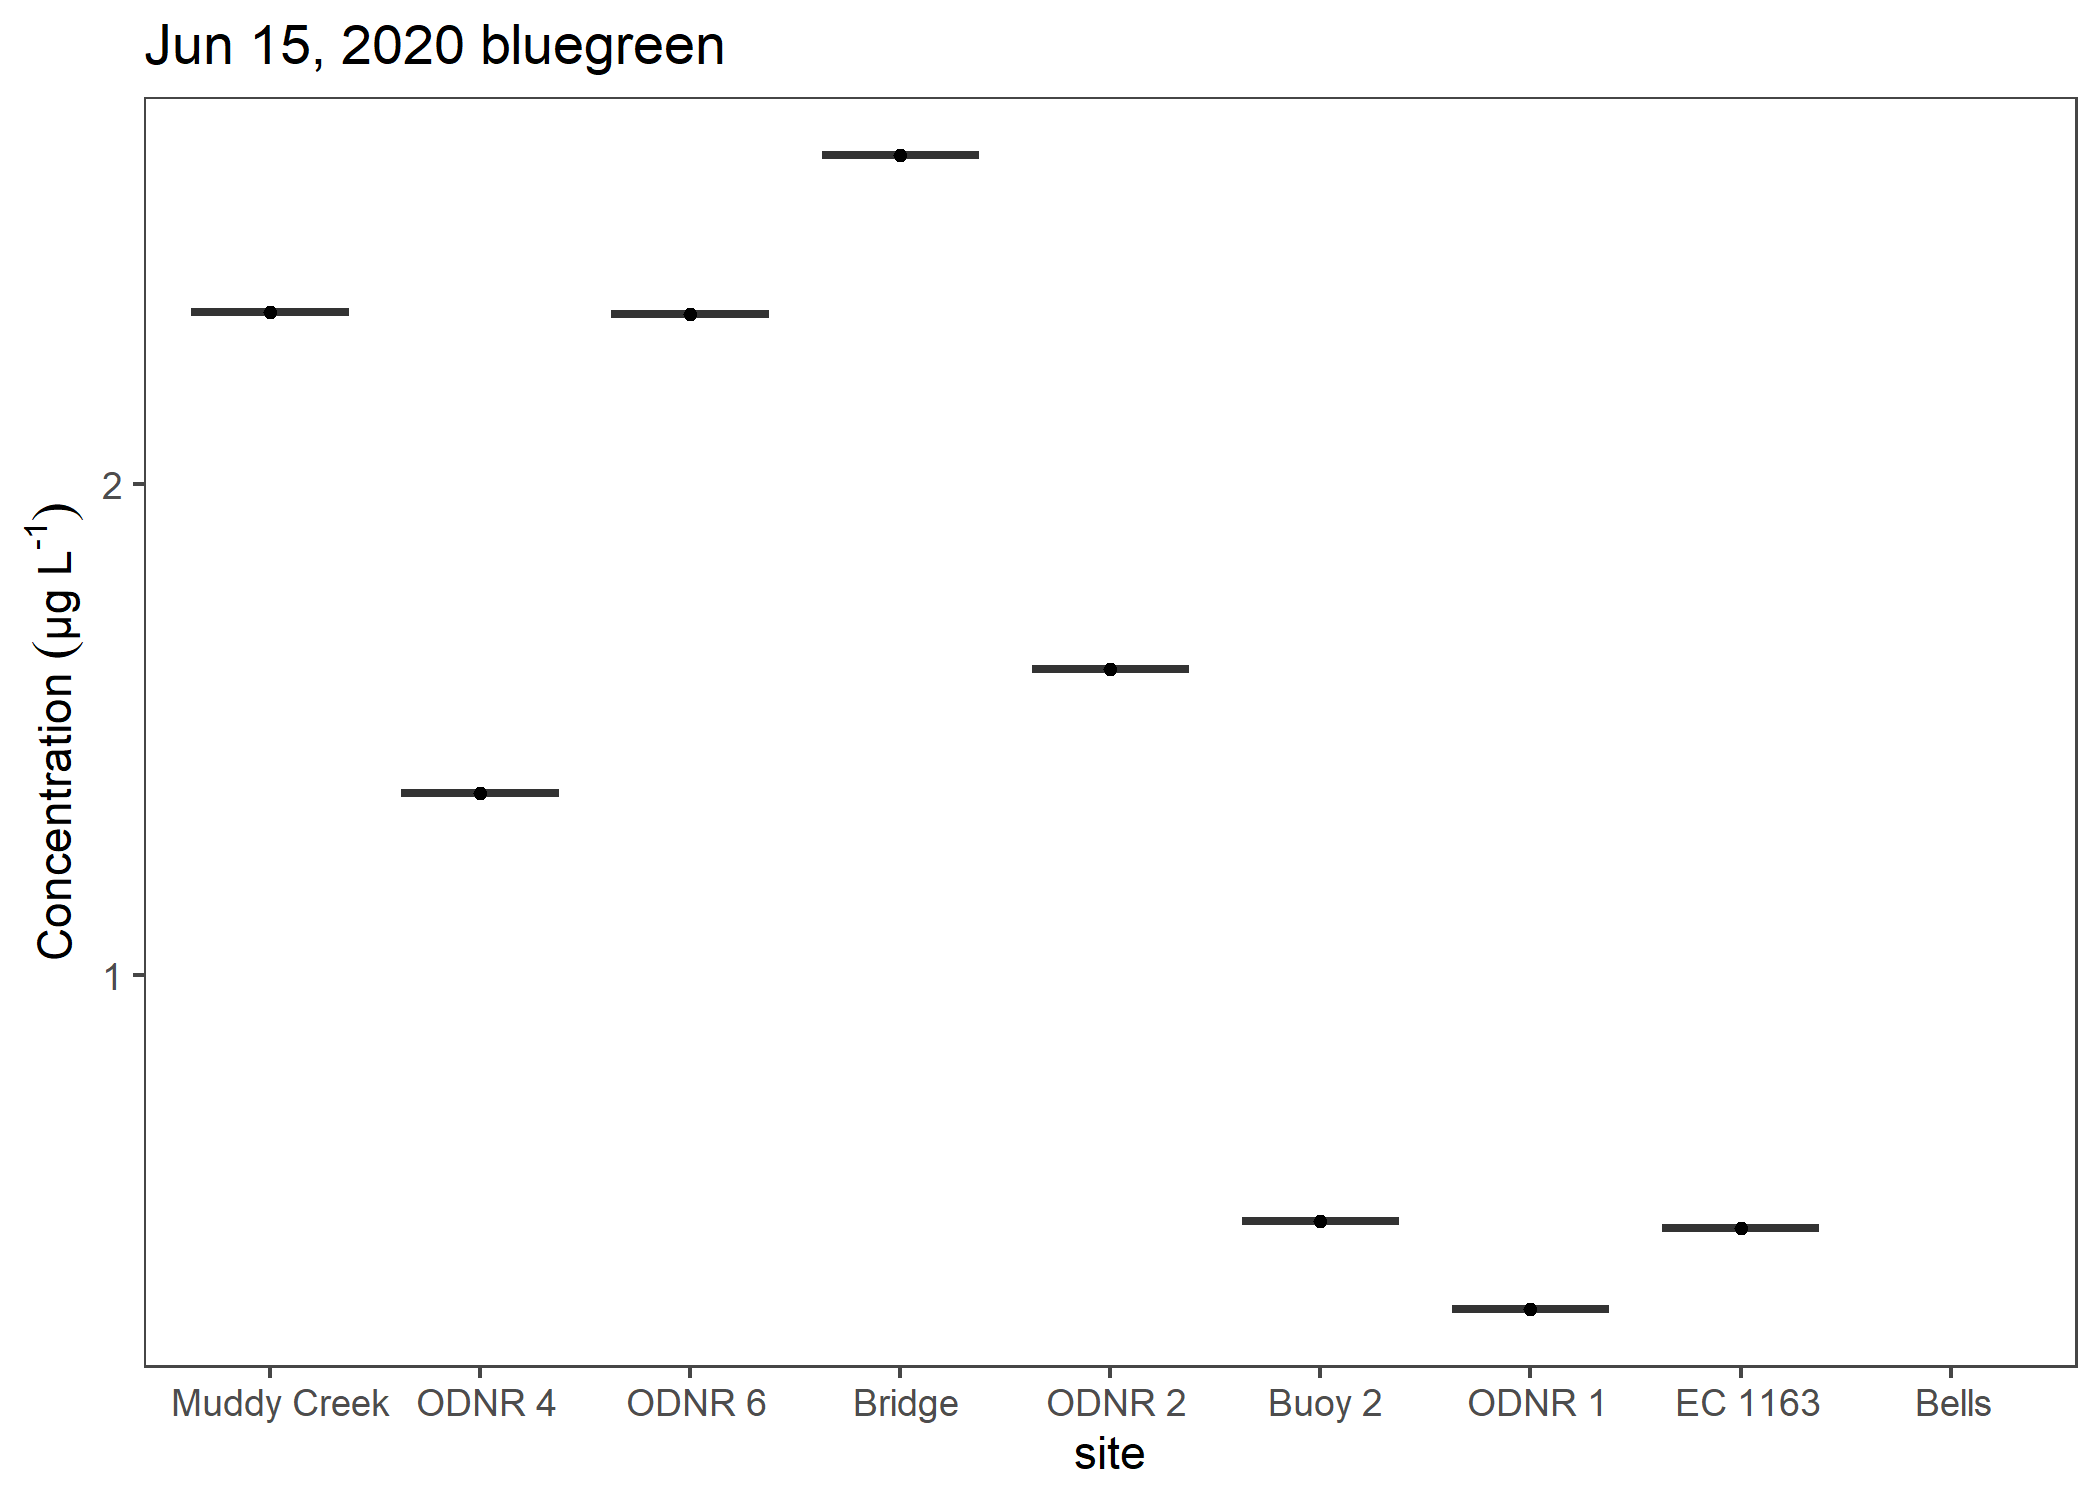 Jun 15, 2020 bluegreen
Concentration (µg L⁻¹)
2
1
Muddy Creek ODNR 4 ODNR 6 Bridge ODNR 2 Buoy 2 ODNR 1 EC 1163 Bells
site